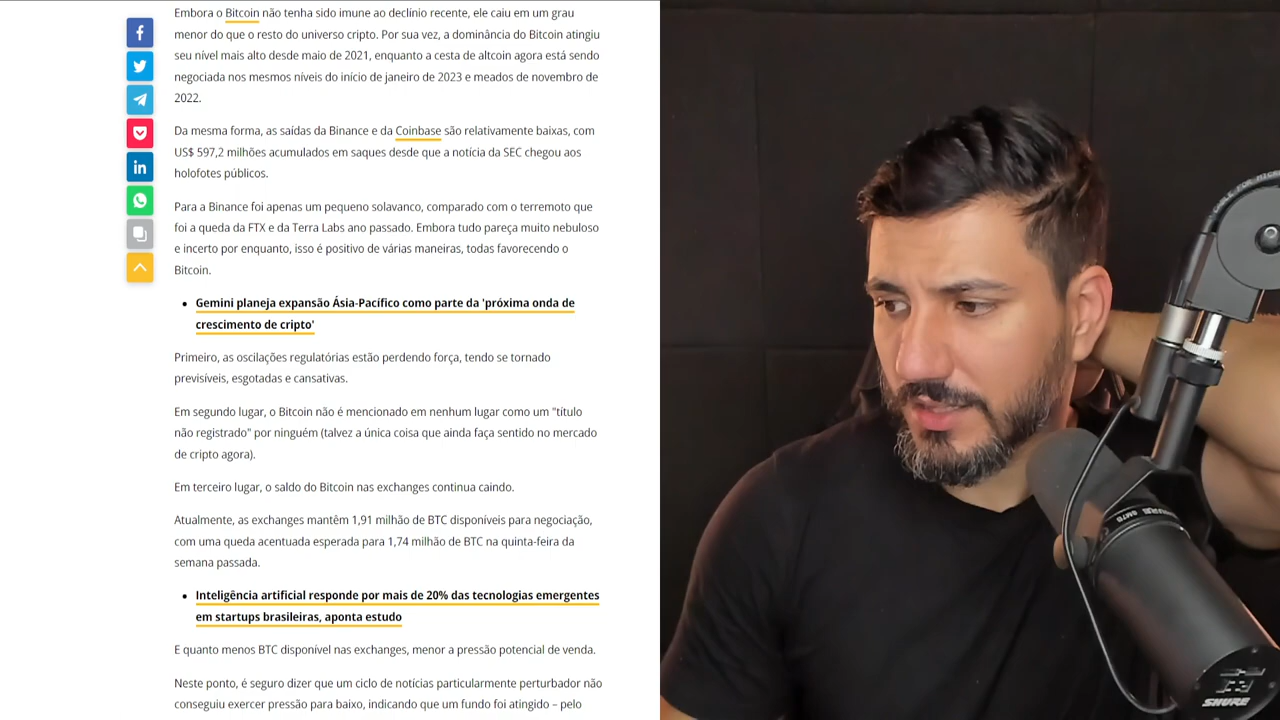 Embora o Bitcoin não tenha sido imune ao declínio recente, ele caiu em um grau
menor do que o resto do universo cripto. Por sua vez, a dominância do Bitcoin atingiu
seu nível mais alto desde maio de 2021, enquanto a cesta de altcoin agora está sendo
negociada nos mesmos níveis do início de janeiro de 2023 e meados de novembro de
2022.
Da mesma forma, as saídas da Binance e da Coinbase são relativamente baixas, com
US$ 597,2 milhões acumulados em saques desde que a notícia da SEC chegou aos
holofotes públicos.
Para a Binance foi apenas um pequeno solavanco, comparado com o terremoto que
foi a queda da FTX e da Terra Labs ano passado. Embora tudo pareça muito nebuloso
e incerto por enquanto, isso é positivo de várias maneiras, todas favorecendo o
Bitcoin.
• Gemini planeja expansão Ásia-Pacífico como parte da 'próxima onda de
crescimento de cripto'
Primeiro, as oscilações regulatórias estão perdendo força, tendo se tornado
previsíveis, esgotadas e cansativas.
Em segundo lugar, o Bitcoin não é mencionado em nenhum lugar como um "título
não registrado" por ninguém (talvez a única coisa que ainda faça sentido no mercado
de cripto agora).
Em terceiro lugar, o saldo do Bitcoin nas exchanges continua caindo.
Atualmente, as exchanges mantêm 1,91 milhão de BTC disponíveis para negociação,
com uma queda acentuada esperada para 1,74 milhão de BTC na quinta-feira da
semana passada.
• Inteligência artificial responde por mais de 20% das tecnologias emergentes
em startups brasileiras, aponta estudo
E quanto menos BTC disponível nas exchanges, menor a pressão potencial de venda.
Neste ponto, é seguro dizer que um ciclo de notícias particularmente perturbador não
conseguiu exercer pressão para baixo, indicando que um fundo foi atingido – pelo
SHURE